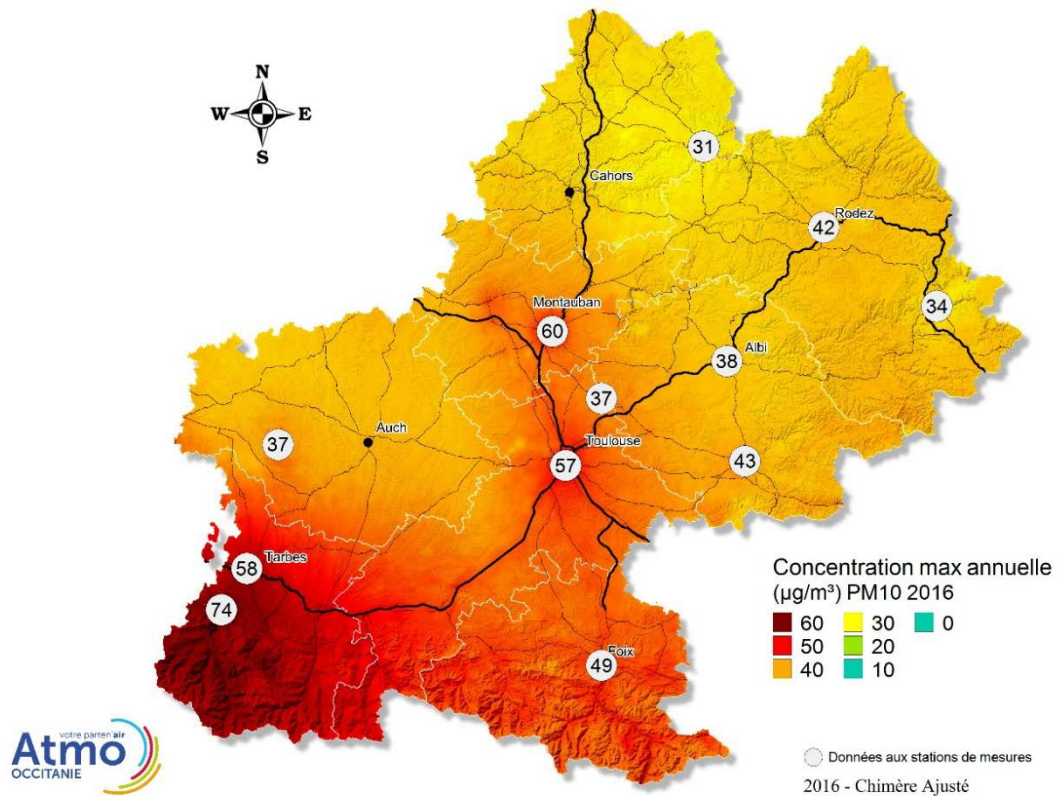 N
W E
S
31
Cahors
Rodez
42
34
Montauban
60
Albi
38
37
Auch
37
Toulouse
57
43
Tarbes
58
74
Foix
49
Concentration max annuelle
(µg/m³) PM10 2016
60 30 0
50 20
40 10
Données aux stations de mesures
2016 - Chimère Ajusté
votre parten'air
Atmo
OCCITANIE